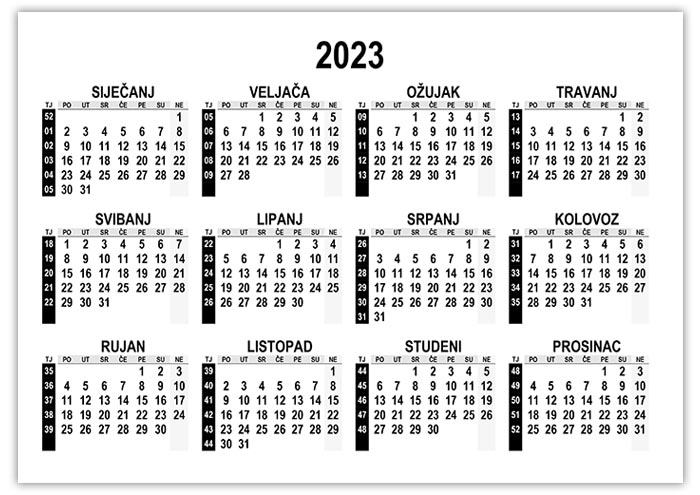 2023
SIJEČANJ VELJAČA OŽUJAK TRAVANJ
TJ PO UT SR ČE PE SU NE TJ PO UT SR ČE PE SU NE TJ PO UT SR ČE PE SU NE TJ PO UT SR ČE PE SU NE
52 1 05 1 2 3 4 5 09 1 2 3 4 5 13 1 2
01 2 3 4 5 6 7 8 06 6 7 8 9 10 11 12 10 6 7 8 9 10 11 12 14 3 4 5 6 7 8 9
02 9 10 11 12 13 14 15 07 13 14 15 16 17 18 19 11 13 14 15 16 17 18 19 15 10 11 12 13 14 15 16
03 16 17 18 19 20 21 22 08 20 21 22 23 24 25 26 12 20 21 22 23 24 25 26 16 17 18 19 20 21 22 23
04 23 24 25 26 27 28 29 09 27 28 13 27 28 29 30 31 17 24 25 26 27 28 29 30
05 30 31
SVIBANJ LIPANJ SRPANJ KOLOVOZ
TJ PO UT SR ČE PE SU NE TJ PO UT SR ČE PE SU NE TJ PO UT SR ČE PE SU NE TJ PO UT SR ČE PE SU NE
18 1 2 3 4 5 6 7 22 1 2 3 4 26 1 2 31 1 2 3 4 5 6
19 8 9 10 11 12 13 14 23 5 6 7 8 9 10 11 27 3 4 5 6 7 8 9 32 7 8 9 10 11 12 13
20 15 16 17 18 19 20 21 24 12 13 14 15 16 17 18 28 10 11 12 13 14 15 16 33 14 15 16 17 18 19 20
21 22 23 24 25 26 27 28 25 19 20 21 22 23 24 25 29 17 18 19 20 21 22 23 34 21 22 23 24 25 26 27
22 29 30 31 26 26 27 28 29 30 30 24 25 26 27 28 29 30 35 28 29 30 31
31 31
RUJAN LISTOPAD STUDENI PROSINAC
TJ PO UT SR ČE PE SU NE TJ PO UT SR ČE PE SU NE TJ PO UT SR ČE PE SU NE TJ PO UT SR ČE PE SU NE
35 1 2 3 39 1 44 1 2 3 4 5 48 1 2 3
36 4 5 6 7 8 9 10 40 2 3 4 5 6 7 8 45 6 7 8 9 10 11 12 49 4 5 6 7 8 9 10
37 11 12 13 14 15 16 17 41 9 10 11 12 13 14 15 46 13 14 15 16 17 18 19 50 11 12 13 14 15 16 17
38 18 19 20 21 22 23 24 42 16 17 18 19 20 21 22 47 20 21 22 23 24 25 26 51 18 19 20 21 22 23 24
39 25 26 27 28 29 30 43 23 24 25 26 27 28 29 48 27 28 29 30 52 25 26 27 28 29 30 31
44 30 31